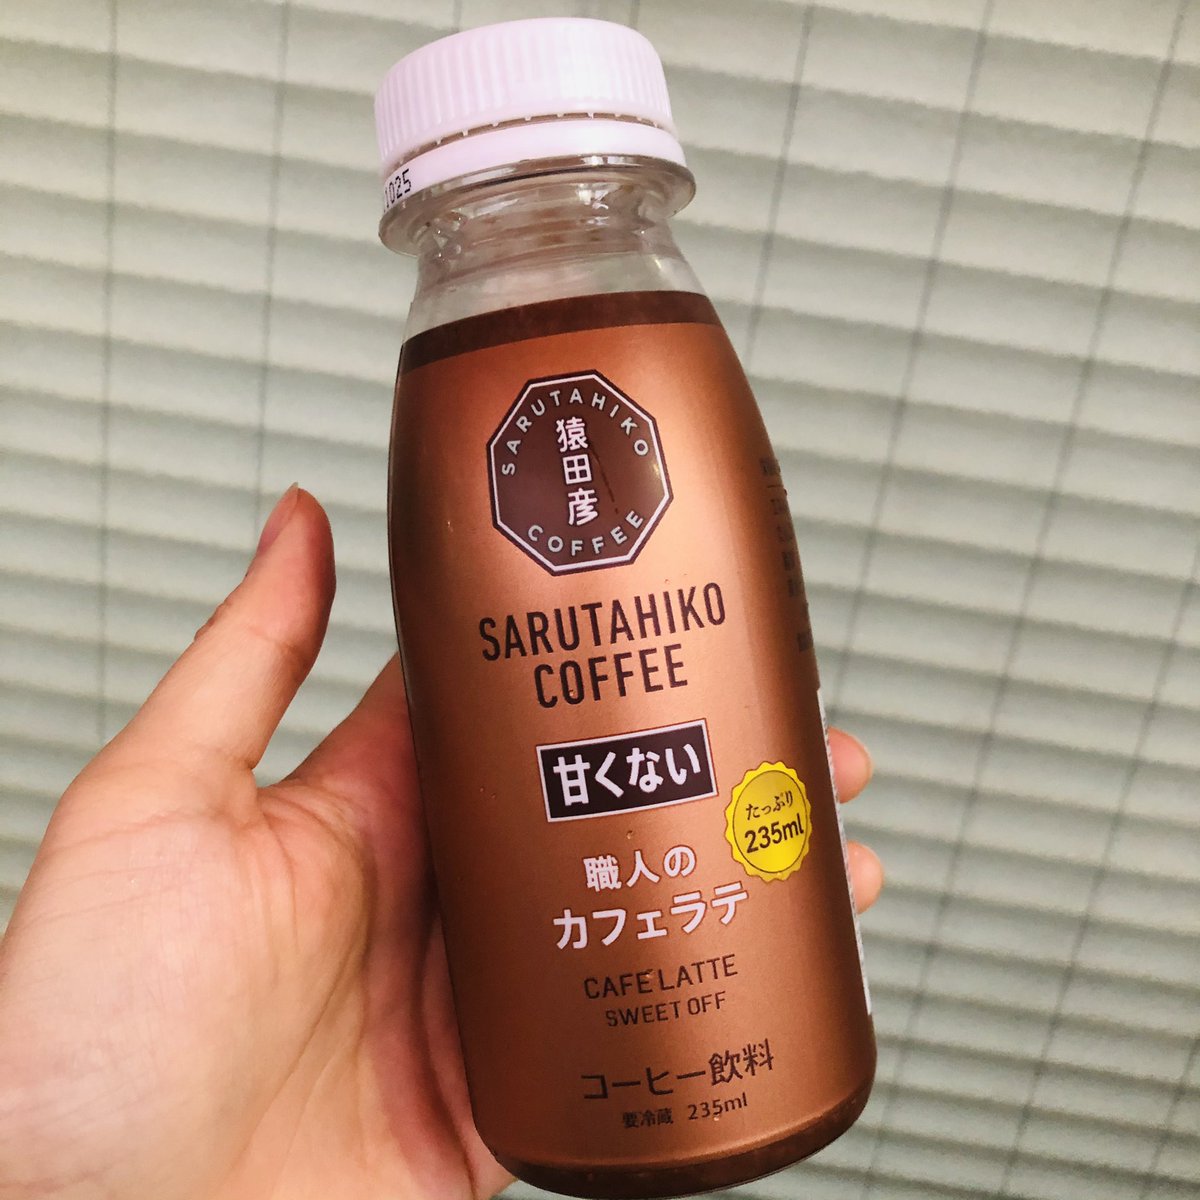 1025
SARUTAHIKO
猿田彦
COFFEE
SARUTAHIKO
COFFEE
甘くない
たっぷり
235ml
職人の
カフェラテ
CAFE LATTE
SWEET OFF
コーヒー飲料
要冷蔵 235ml